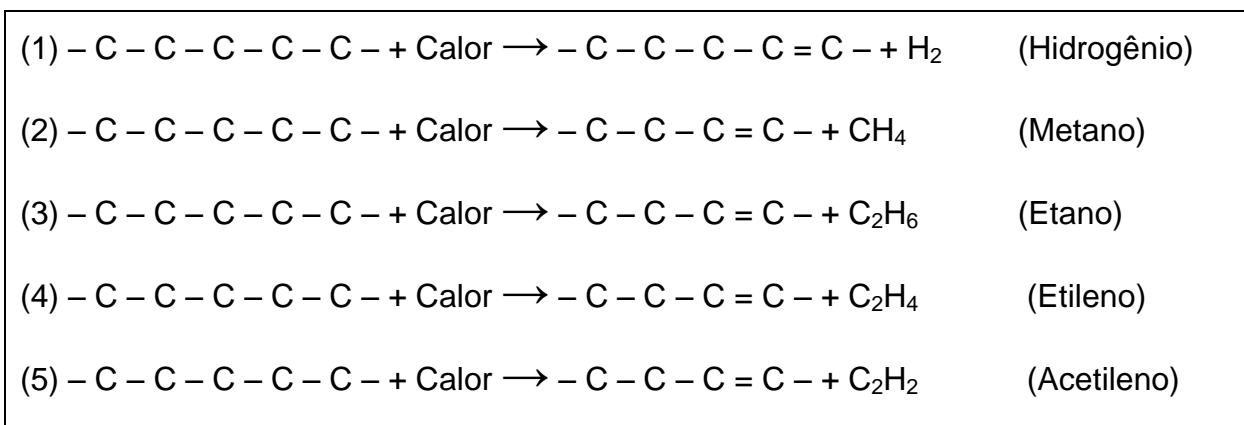 (1) – C – C – C – C – C – + Calor ⟶ – C – C – C – C = C – + H₂ (Hidrogênio)
(2) – C – C – C – C – C – + Calor ⟶ – C – C – C = C – + CH₄ (Metano)
(3) – C – C – C – C – C – + Calor ⟶ – C – C – C = C – + C₂H₆ (Etano)
(4) – C – C – C – C – C – + Calor ⟶ – C – C – C = C – + C₂H₄ (Etileno)
(5) – C – C – C – C – C – + Calor ⟶ – C – C – C = C – + C₂H₂ (Acetileno)